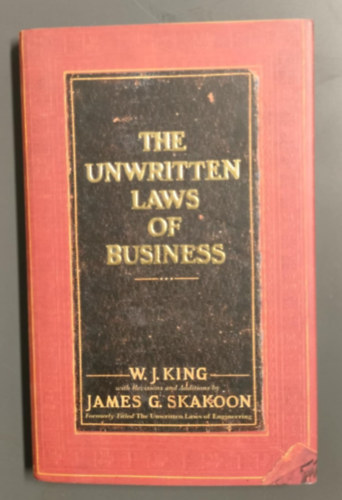 THE
UNWRITTEN
LAWS
OF
BUSINESS
W. J. KING
with Revisions and Additions by
JAMES G. SKAKOON
Formerly Titled The Unwritten Laws of Engineering